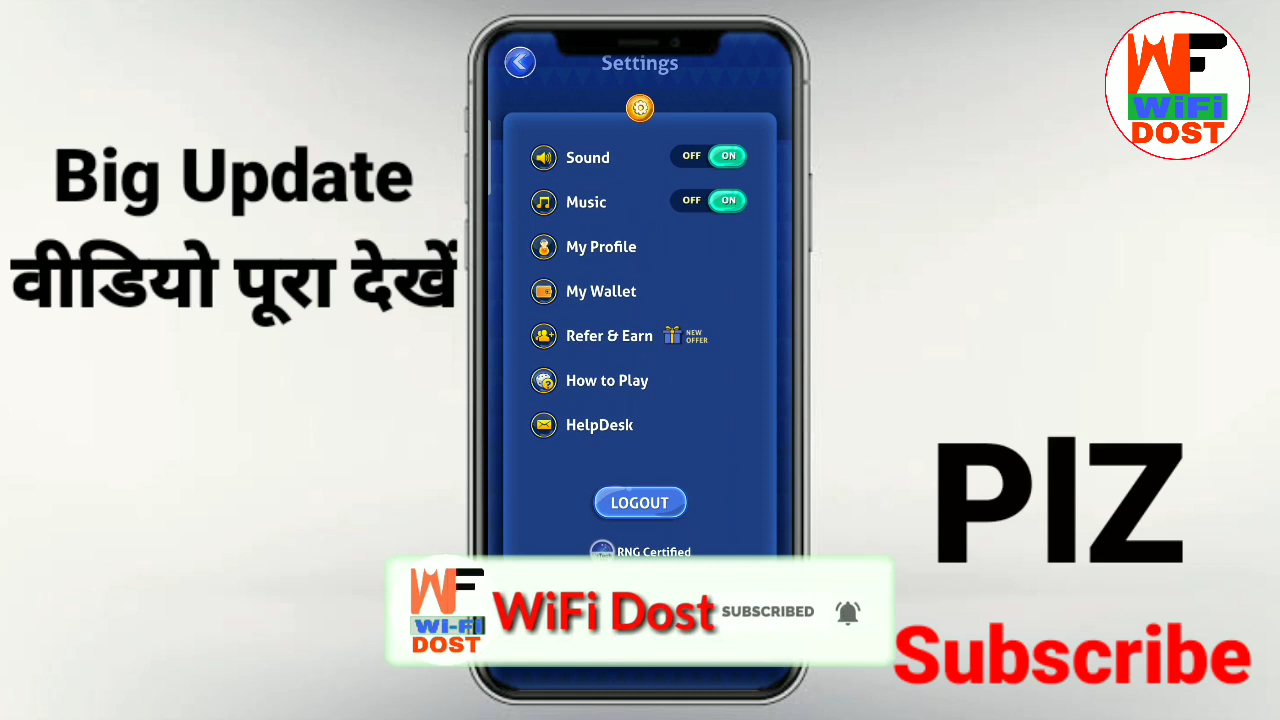 Settings
WF
WiFi
DOST
Big Update
वीडियो पूरा देखें
Sound OFF ON
Music OFF ON
My Profile
My Wallet
Refer & Earn NEW OFFER
How to Play
HelpDesk
LOGOUT
RNG Certified
PlZ
WF
Wi-Fi
DOST
WiFi Dost SUBSCRIBED
Subscribe